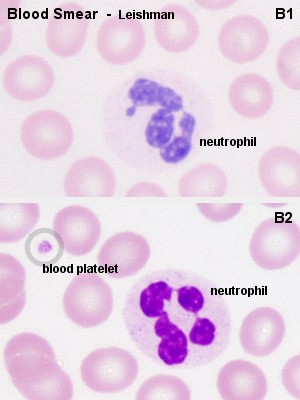 Blood Smear - Leishman B1
neutrophil
B2
blood platelet
neutrophil